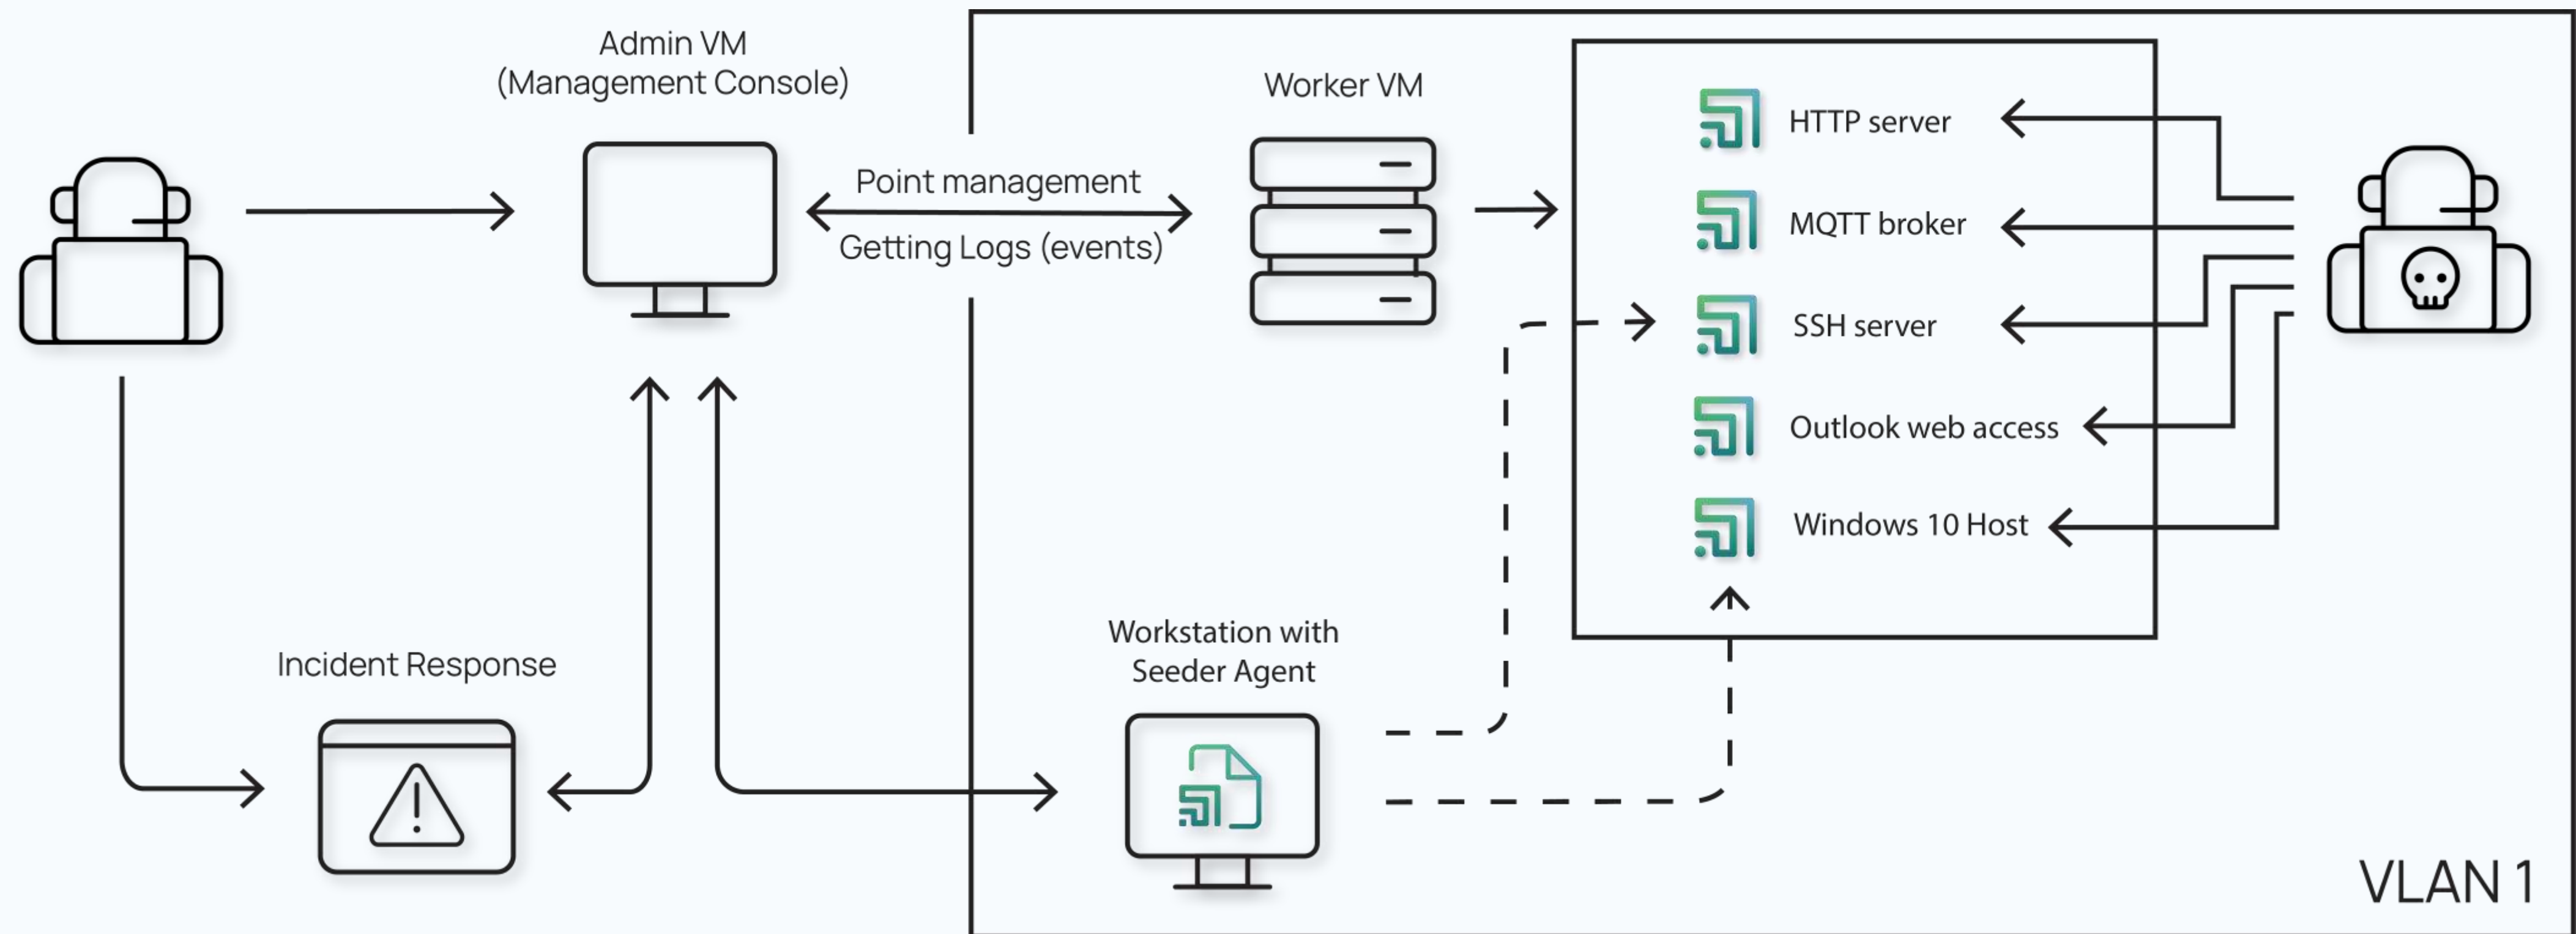 Admin VM
(Management Console)
Worker VM
Point management
Getting Logs (events)
HTTP server
MQTT broker
SSH server
Outlook web access
Windows 10 Host
Incident Response
Workstation with
Seeder Agent
VLAN 1